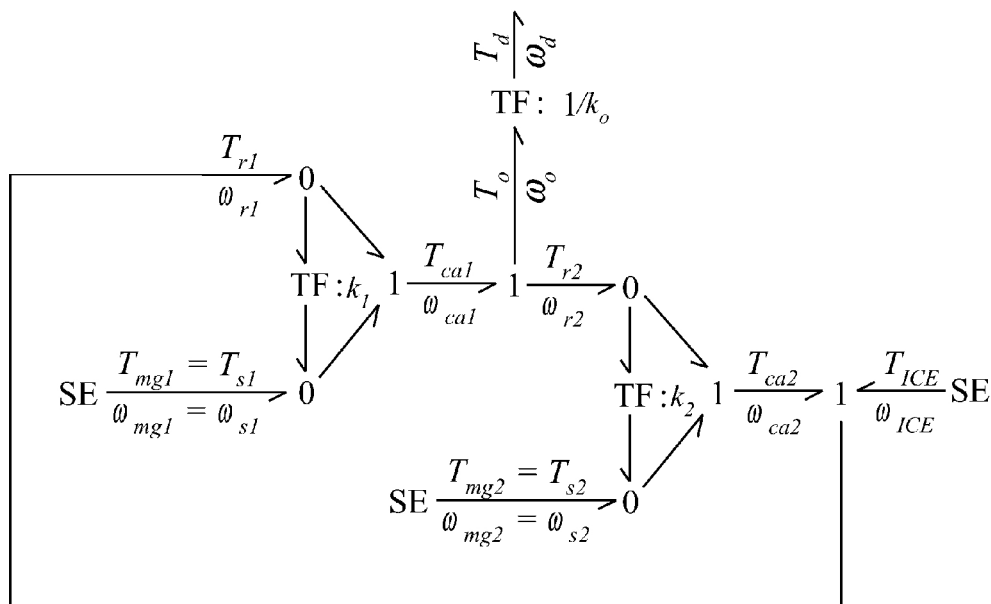 T_d
ω_d
TF: 1/k_o
T_r1
ω_r1
0
T_o
ω_o
TF:k_1
1
T_ca1
ω_ca1
1
T_r2
ω_r2
0
SE
T_mg1 = T_s1
ω_mg1 = ω_s1
0
TF:k_2
1
T_ca2
ω_ca2
1
T_ICE
ω_ICE
SE
SE
T_mg2 = T_s2
ω_mg2 = ω_s2
0